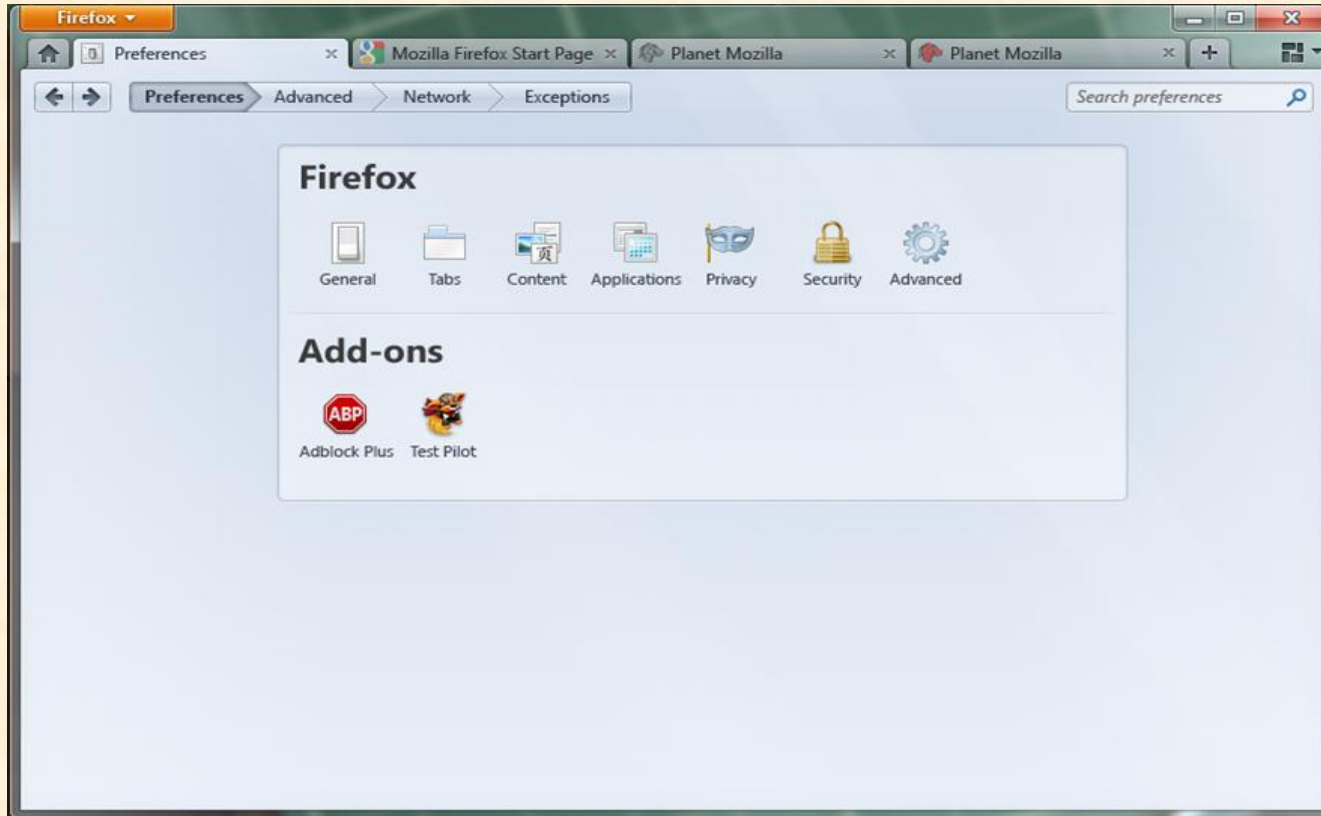 Firefox
Preferences Mozilla Firefox Start Page Planet Mozilla Planet Mozilla
Preferences Advanced Network Exceptions Search preferences
Firefox
页
General Tabs Content Applications Privacy Security Advanced
Add-ons
ABP
Adblock Plus Test Pilot